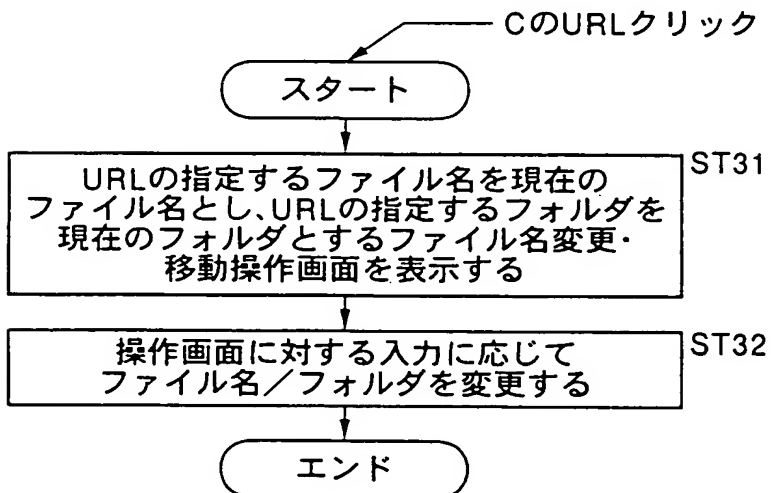 CのURLクリック
スタート
ST31
URLの指定するファイル名を現在の
ファイル名とし、URLの指定するフォルダを
現在のフォルダとするファイル名変更・
移動操作画面を表示する
ST32
操作画面に対する入力に応じて
ファイル名／フォルダを変更する
エンド